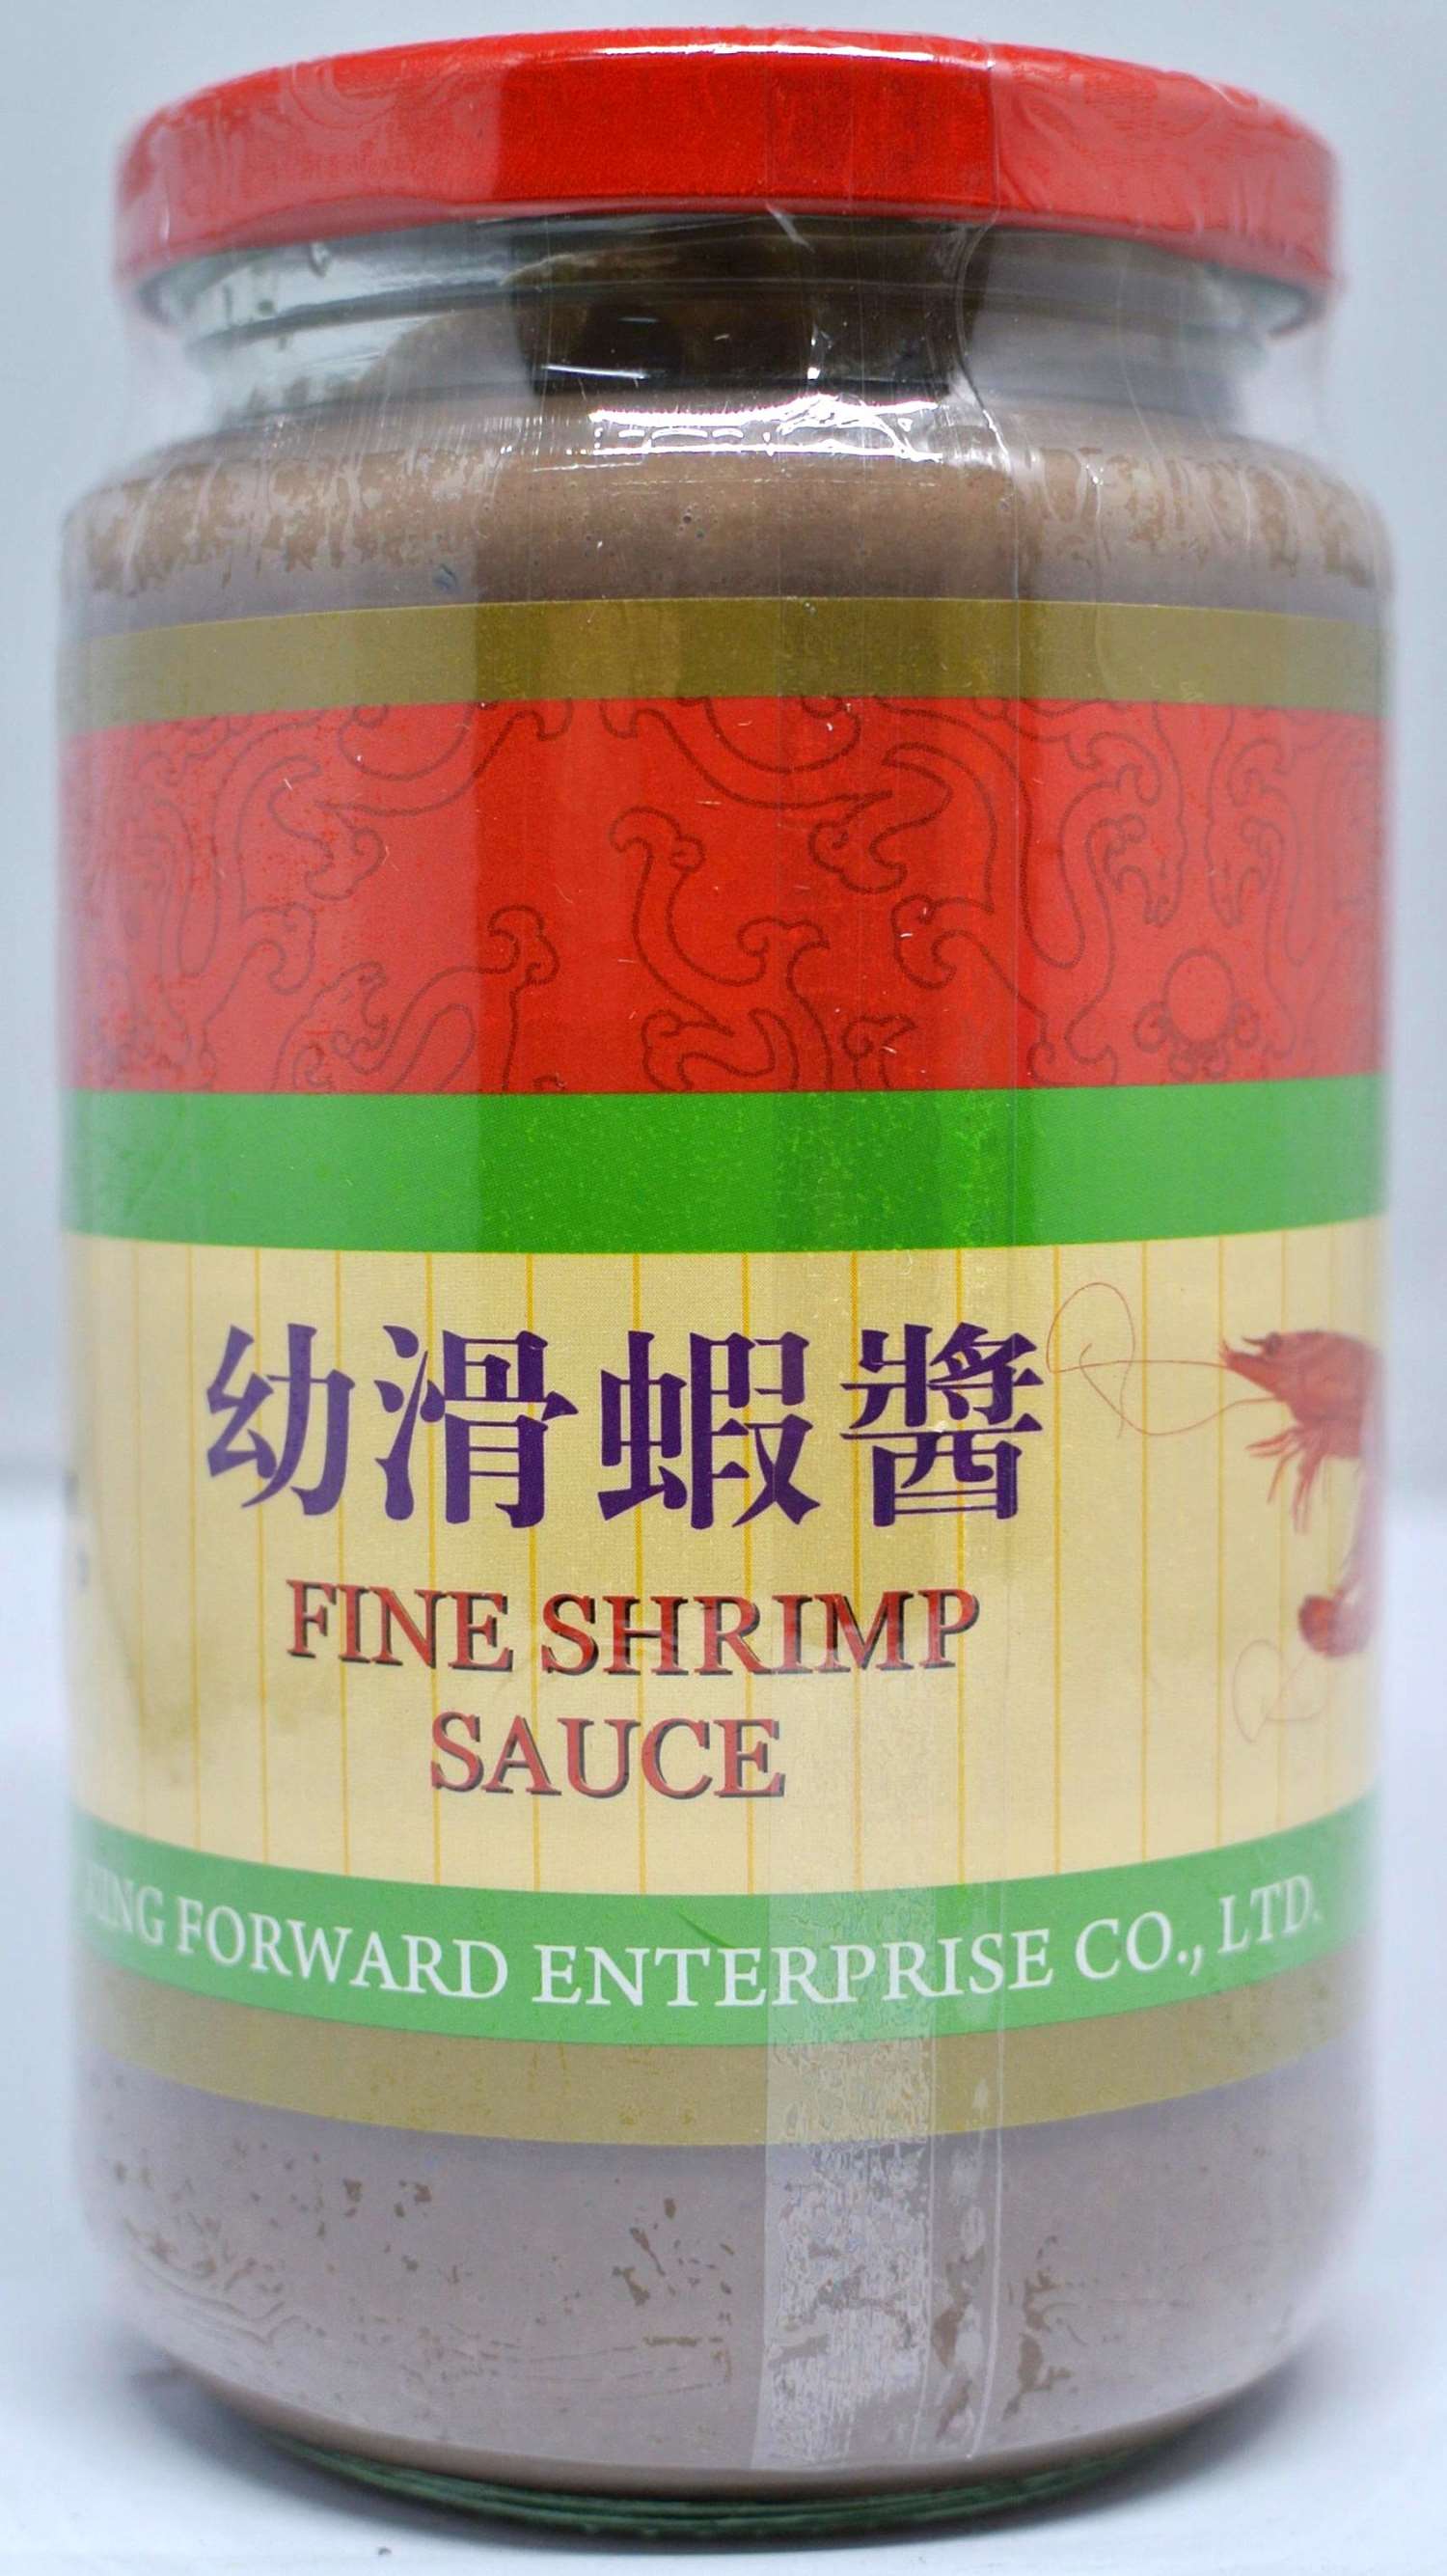 幼滑蝦醬
FINE SHRIMP
SAUCE
FORWARD ENTERPRISE CO., LTD.